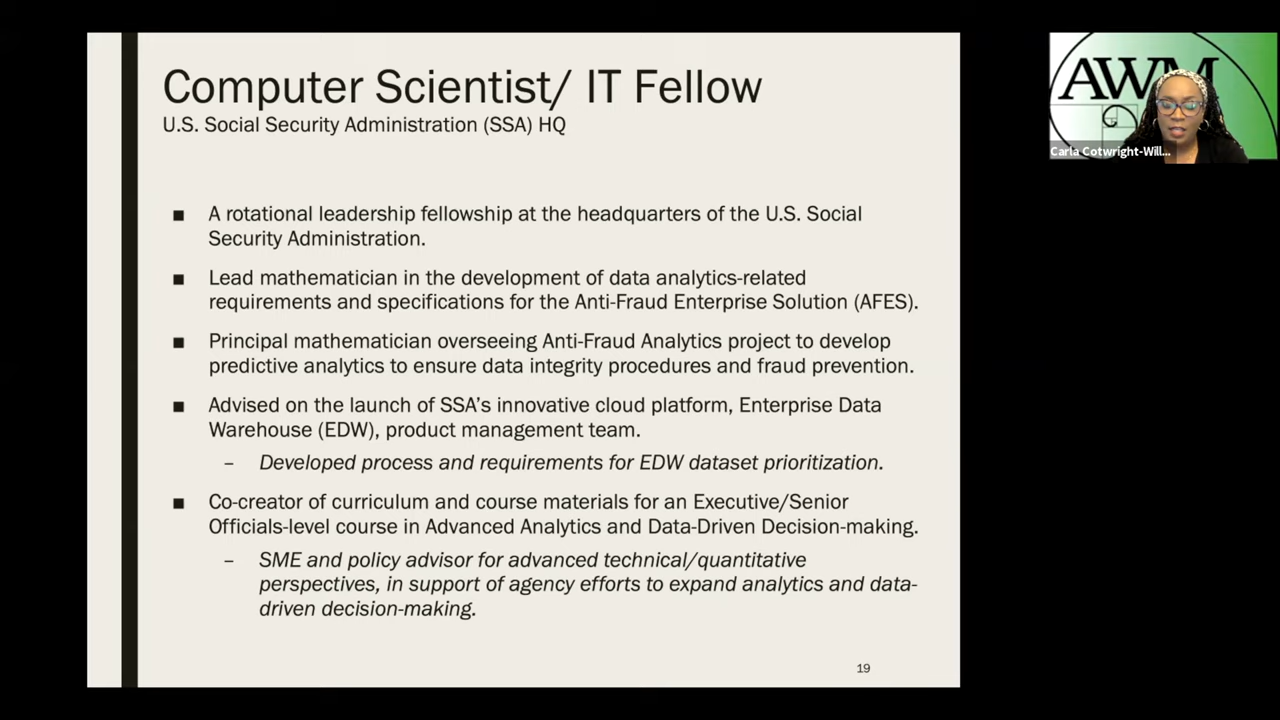 Computer Scientist/ IT Fellow
U.S. Social Security Administration (SSA) HQ
■ A rotational leadership fellowship at the headquarters of the U.S. Social
Security Administration.
■ Lead mathematician in the development of data analytics-related
requirements and specifications for the Anti-Fraud Enterprise Solution (AFES).
■ Principal mathematician overseeing Anti-Fraud Analytics project to develop
predictive analytics to ensure data integrity procedures and fraud prevention.
■ Advised on the launch of SSA’s innovative cloud platform, Enterprise Data
Warehouse (EDW), product management team.
– Developed process and requirements for EDW dataset prioritization.
■ Co-creator of curriculum and course materials for an Executive/Senior
Officials-level course in Advanced Analytics and Data-Driven Decision-making.
– SME and policy advisor for advanced technical/quantitative
perspectives, in support of agency efforts to expand analytics and data-
driven decision-making.
19
AWM
Carla Cotwright-Will...